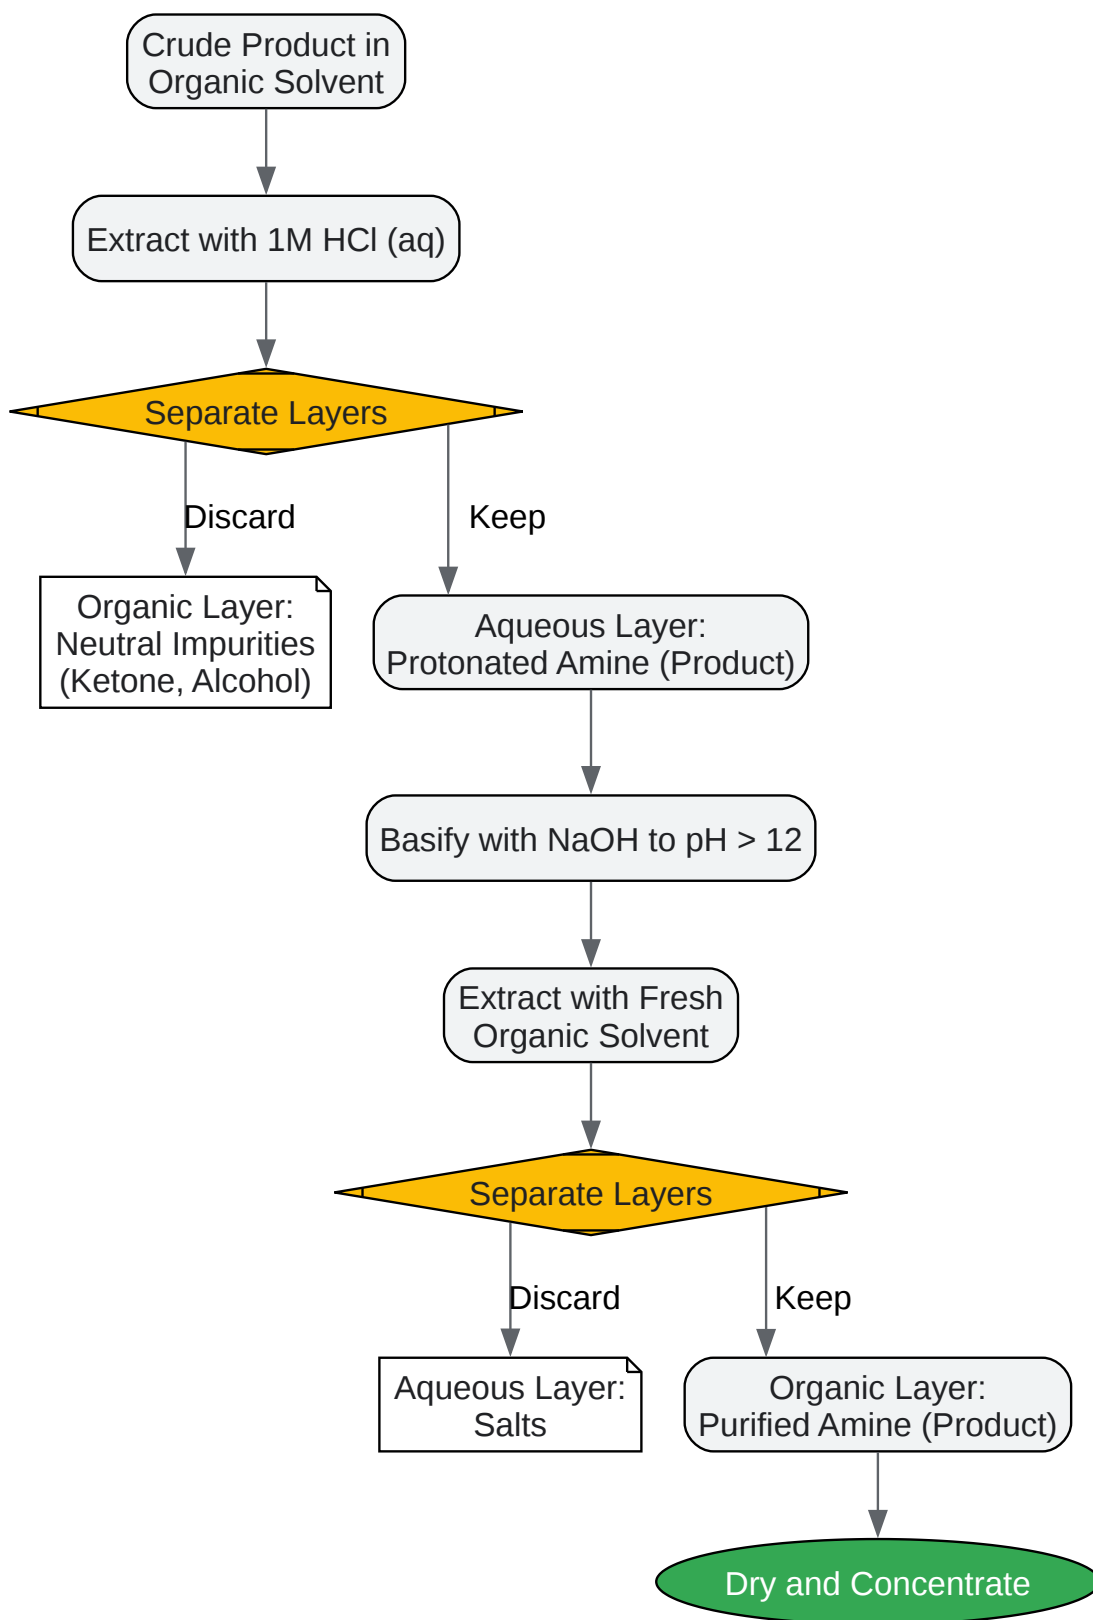 Crude Product in
Organic Solvent
Extract with 1M HCl (aq)
Separate Layers
Discard
Keep
Organic Layer:
Neutral Impurities
(Ketone, Alcohol)
Aqueous Layer:
Protonated Amine (Product)
Basify with NaOH to pH > 12
Extract with Fresh
Organic Solvent
Separate Layers
Discard
Keep
Aqueous Layer:
Salts
Organic Layer:
Purified Amine (Product)
Dry and Concentrate